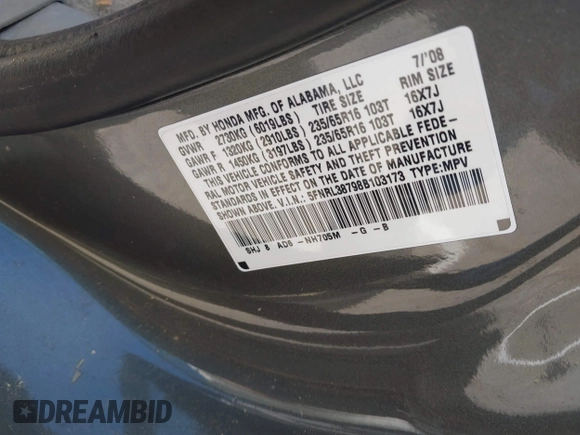 MFD. BY HONDA MFG. OF ALABAMA, LLC 7/'08
GVWR 2730KG (6019LBS) TIRE SIZE RIM SIZE
GAWR F 1320KG (2910LBS) 235/65R16 103T 16X7J
GAWR R 1450KG (3197LBS) 235/65R16 103T 16X7J
THIS VEHICLE CONFORMS TO ALL APPLICABLE FEDE-
RAL MOTOR VEHICLE SAFETY AND THEFT PREVENTION
STANDARDS IN EFFECT ON THE DATE OF MANUFACTURE
SHOWN ABOVE. V.I.N.: 5FNRL38798B103173 TYPE:MPV
SHJ 8 AD6 -NH705M -G -B
DREAMBID